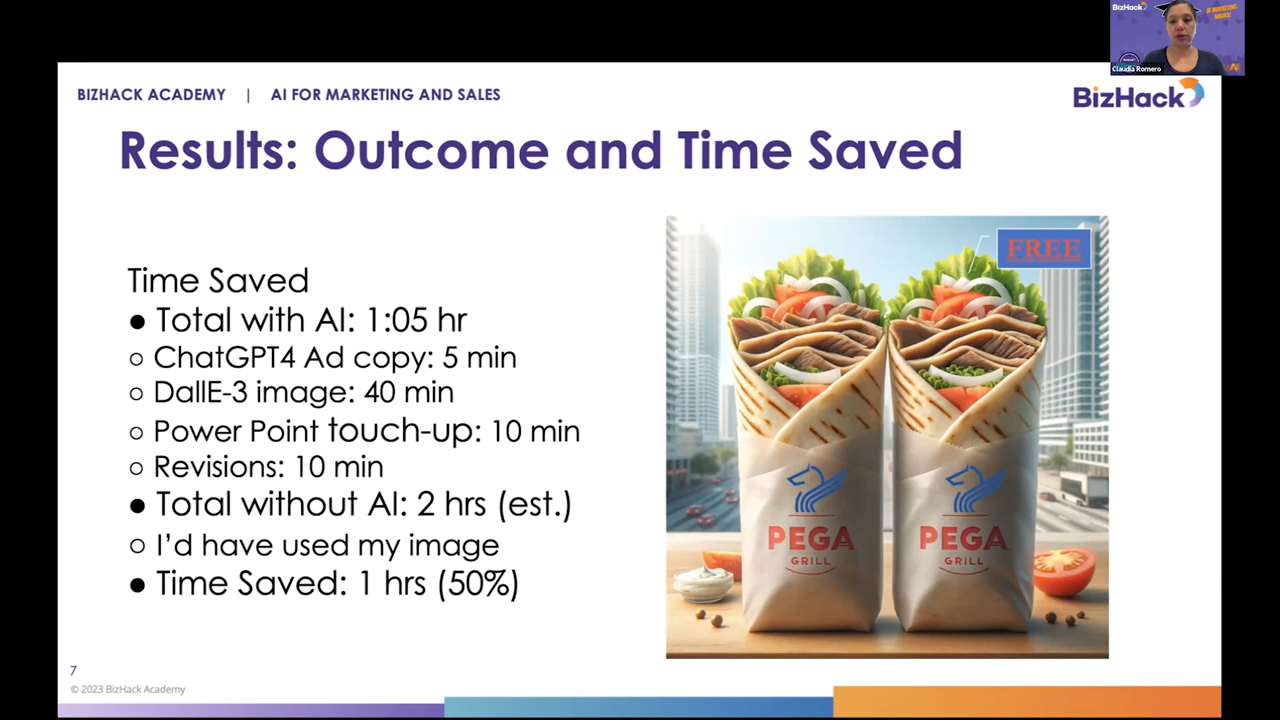 BizHack
AI MARKETING
Claudia Romero
BIZHACK ACADEMY | AI FOR MARKETING AND SALES
BizHack
Results: Outcome and Time Saved
Time Saved
● Total with AI: 1:05 hr
○ ChatGPT4 Ad copy: 5 min
○ DallE-3 image: 40 min
○ Power Point touch-up: 10 min
○ Revisions: 10 min
● Total without AI: 2 hrs (est.)
○ I’d have used my image
● Time Saved: 1 hrs (50%)
FREE
PEGA
GRILL
PEGA
GRILL
7
© 2023 BizHack Academy